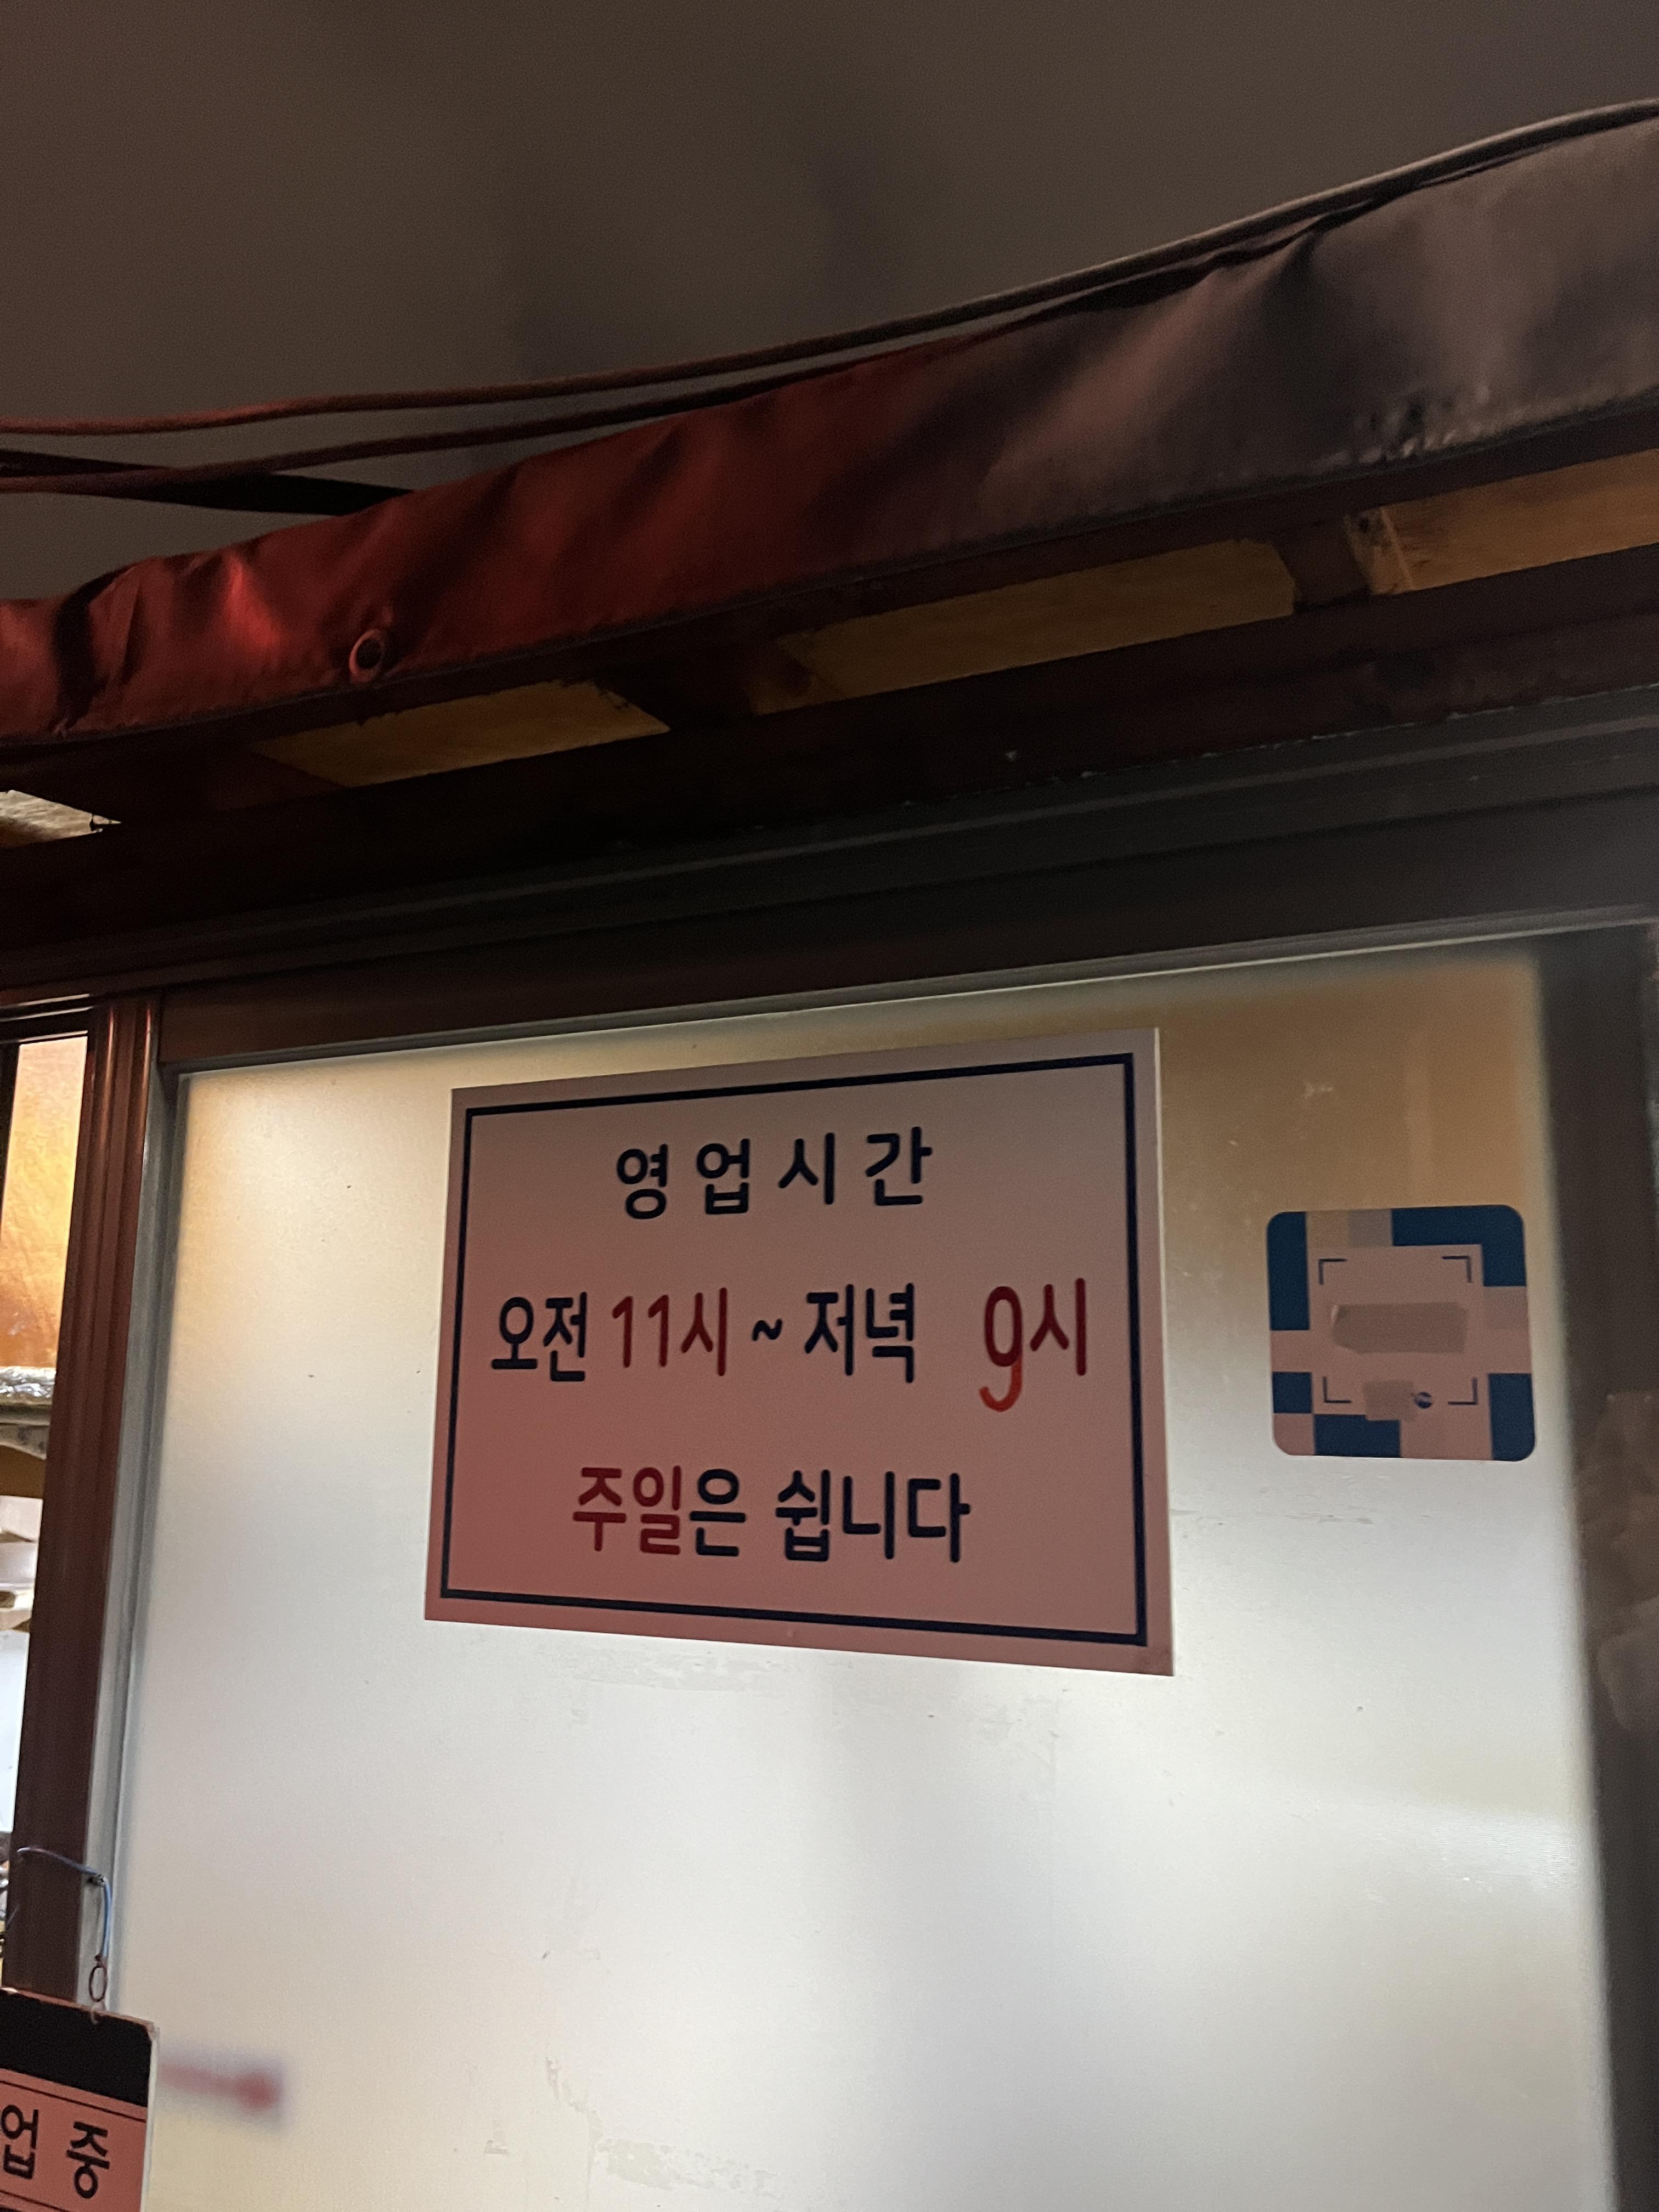 영업시간
오전 11시 ~ 저녁 9시
주일은 쉽니다
업 중